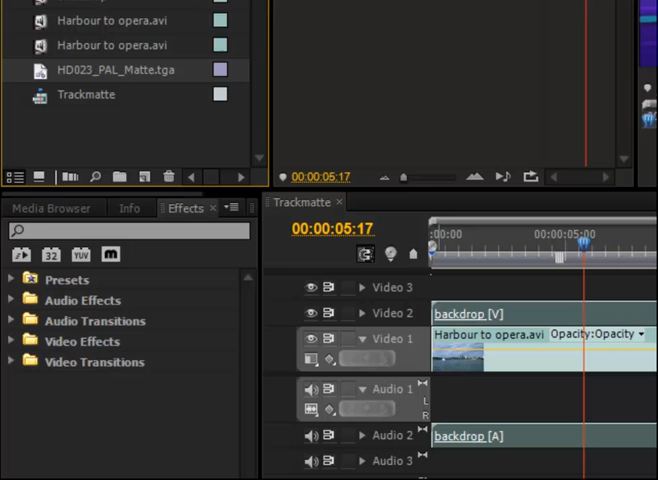 Harbour to opera.avi
Harbour to opera.avi
HD023_PAL_Matte.tga
Trackmatte
00:00:05:17
Media Browser Info Effects ×
32 YUV m
Presets
Audio Effects
Audio Transitions
Video Effects
Video Transitions
Trackmatte ×
00:00:05:17
:00:00 00:00:05:00
Video 3
Video 2 backdrop [V]
Video 1 Harbour to opera.avi Opacity:Opacity
Audio 1 L
R
Audio 2 backdrop [A]
Audio 3